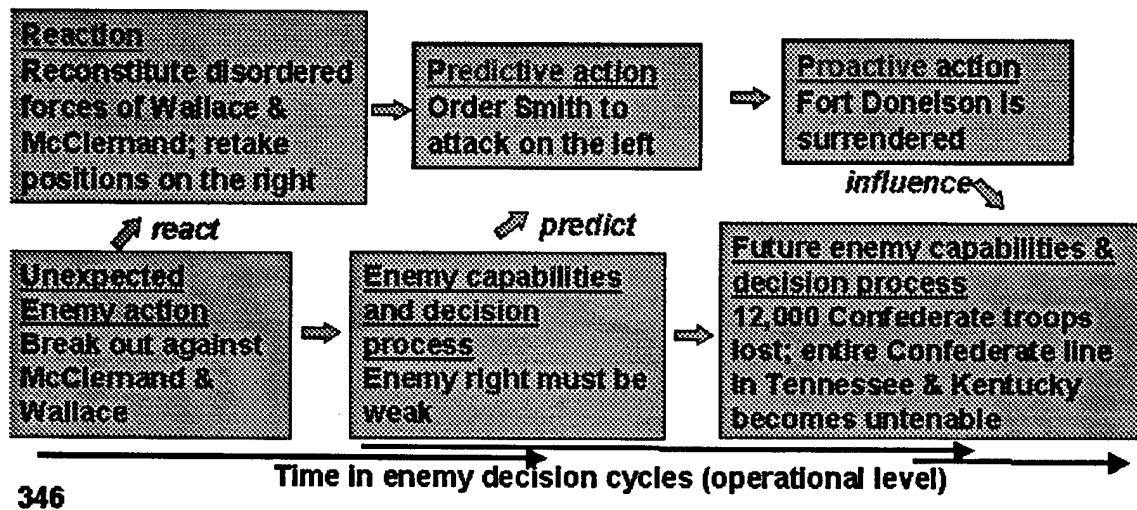 Reaction
Reconstitute disordered
forces of Wallace &
McClernand; retake
positions on the right
Predictive action
Order Smith to
attack on the left
Proactive action
Fort Donelson is
surrendered
react
predict
influence
Unexpected
Enemy action
Break out against
McClernand &
Wallace
Enemy capabilities
and decision
process
Enemy right must be
weak
Future enemy capabilities &
decision process
12,000 Confederate troops
lost; entire Confederate line
in Tennessee & Kentucky
becomes untenable
Time in enemy decision cycles (operational level)
346